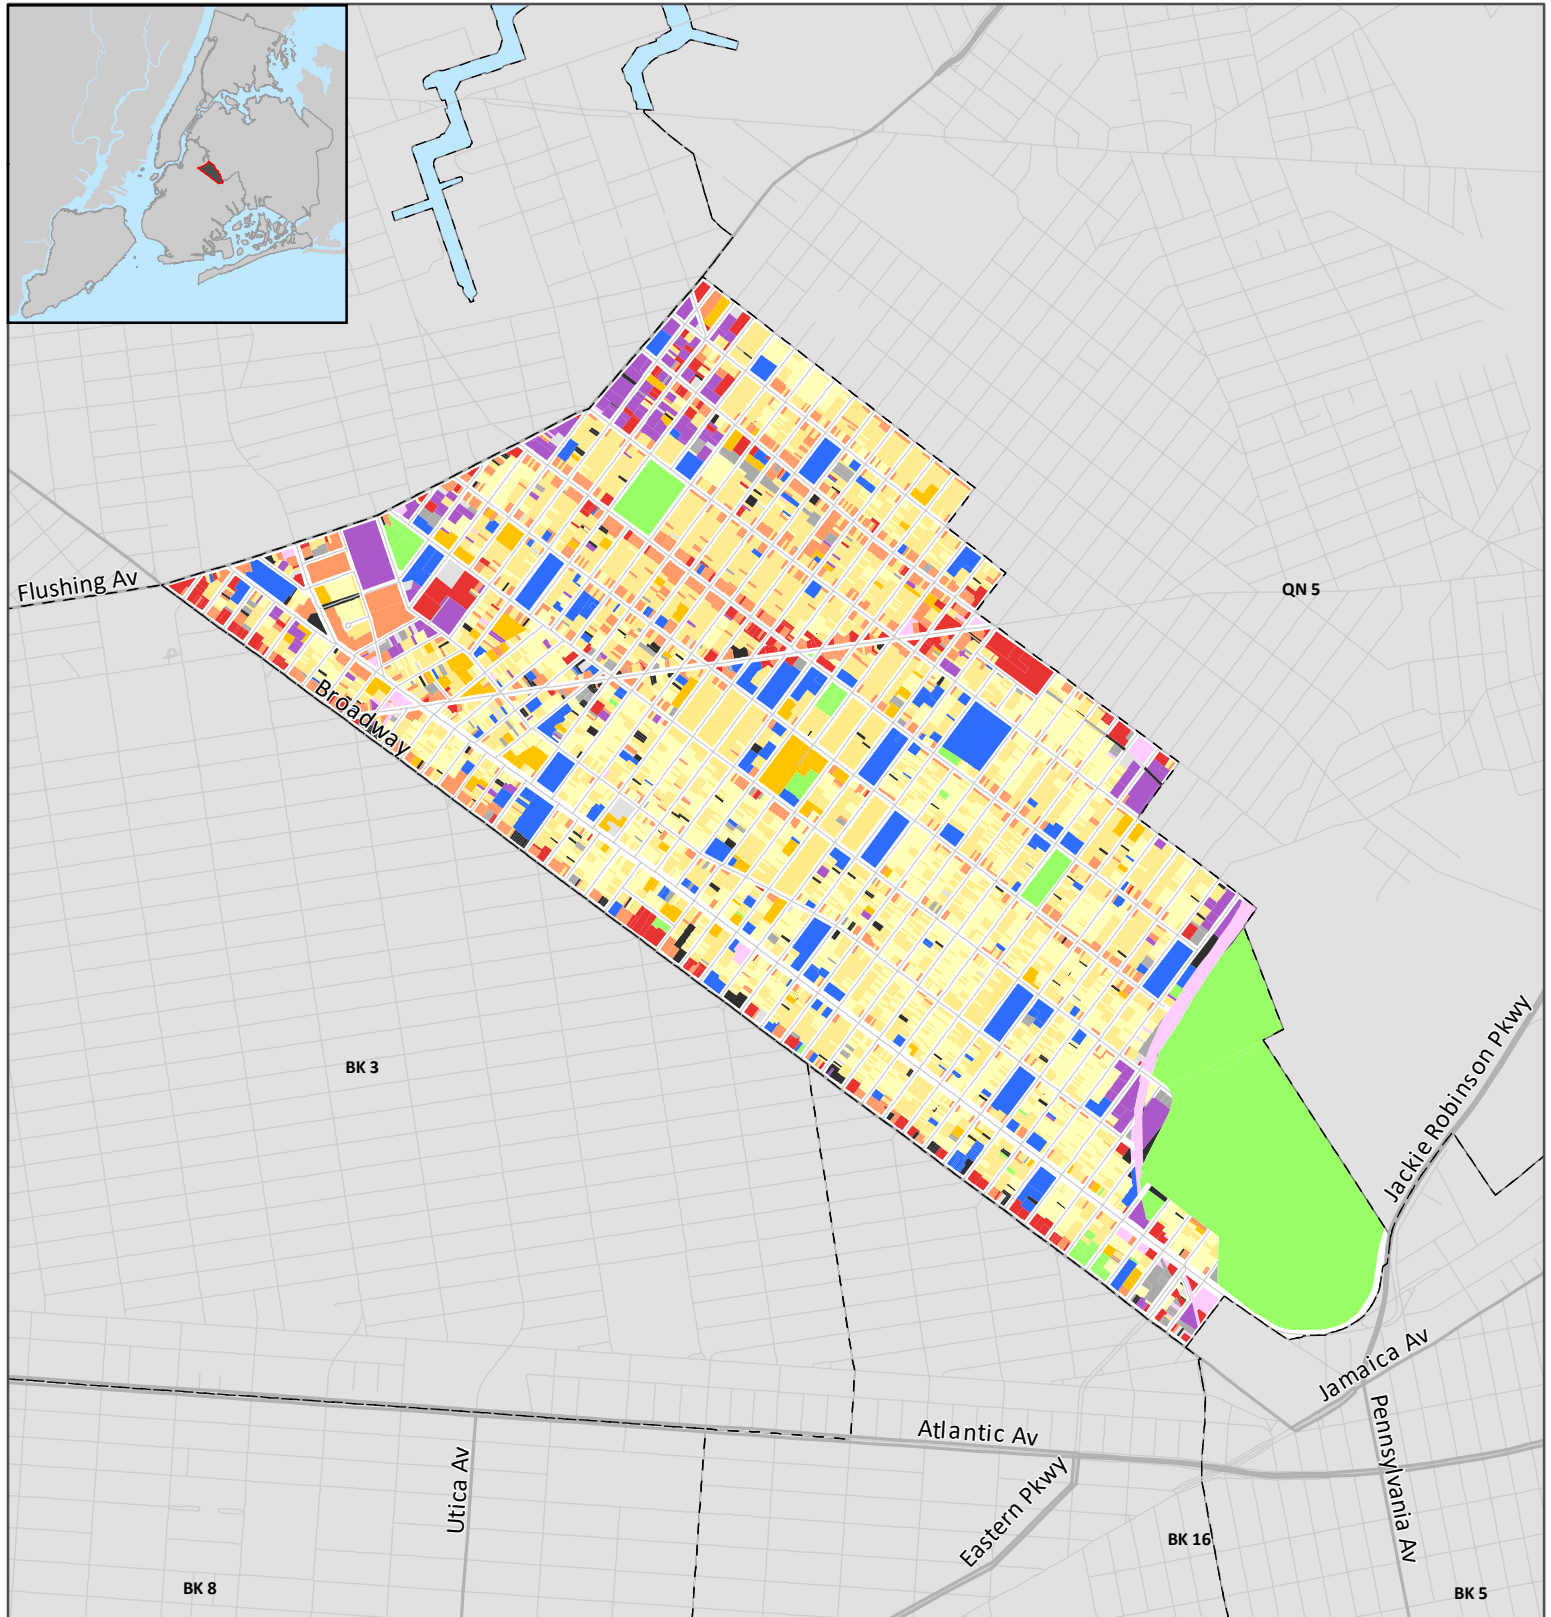 Flushing Av
QN 5
Broadway
BK 3
Jackie Robinson Pkwy
Jamaica Av
Atlantic Av
Pennsylvania Av
Utica Av
Eastern Pkwy
BK 16
BK 8
BK 5